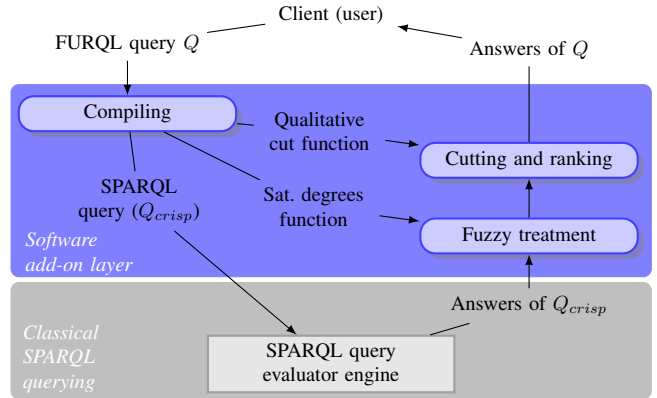 Client (user)
FURQL query Q
Answers of Q
Compiling
Qualitative
cut function
Cutting and ranking
SPARQL
query (Q_crisp)
Sat. degrees
function
Fuzzy treatment
Software
add-on layer
Answers of Q_crisp
Classical
SPARQL
querying
SPARQL query
evaluator engine